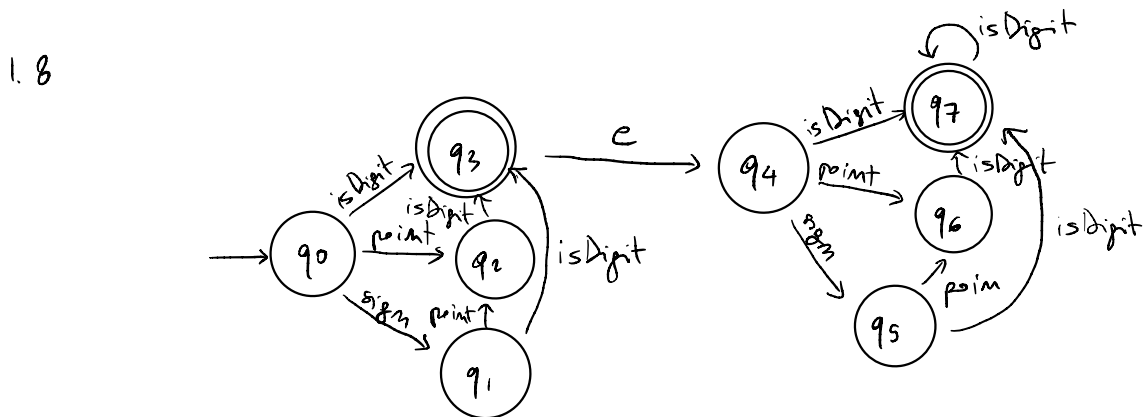 1.8
isDigit
q7
isDigit
e
q3
q4
point
isDigit
isDigit
isDigit
q6
isDigit
q0
point
q2
isDigit
sign
sign
point
poin
q5
q1